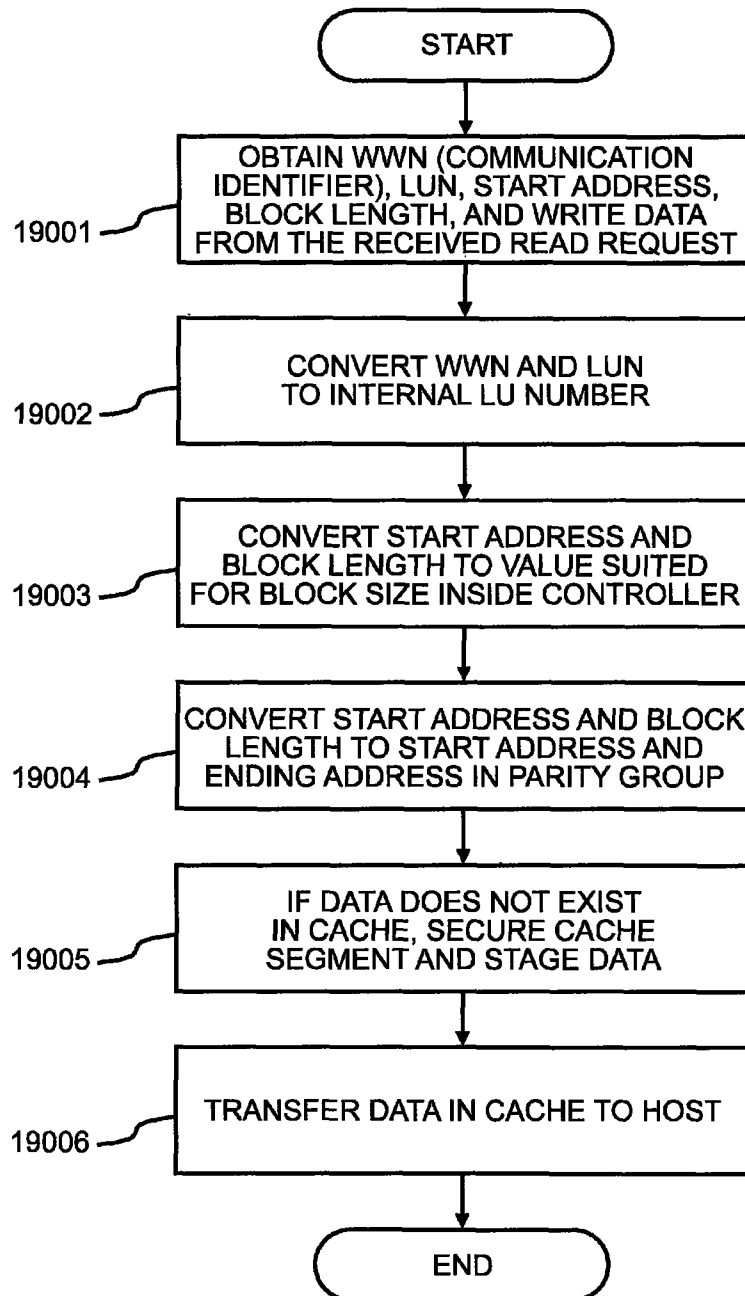 START
OBTAIN WWN (COMMUNICATION
IDENTIFIER), LUN, START ADDRESS,
BLOCK LENGTH, AND WRITE DATA
FROM THE RECEIVED READ REQUEST
19001
CONVERT WWN AND LUN
TO INTERNAL LU NUMBER
19002
CONVERT START ADDRESS AND
BLOCK LENGTH TO VALUE SUITED
FOR BLOCK SIZE INSIDE CONTROLLER
19003
CONVERT START ADDRESS AND BLOCK
LENGTH TO START ADDRESS AND
ENDING ADDRESS IN PARITY GROUP
19004
IF DATA DOES NOT EXIST
IN CACHE, SECURE CACHE
SEGMENT AND STAGE DATA
19005
TRANSFER DATA IN CACHE TO HOST
19006
END